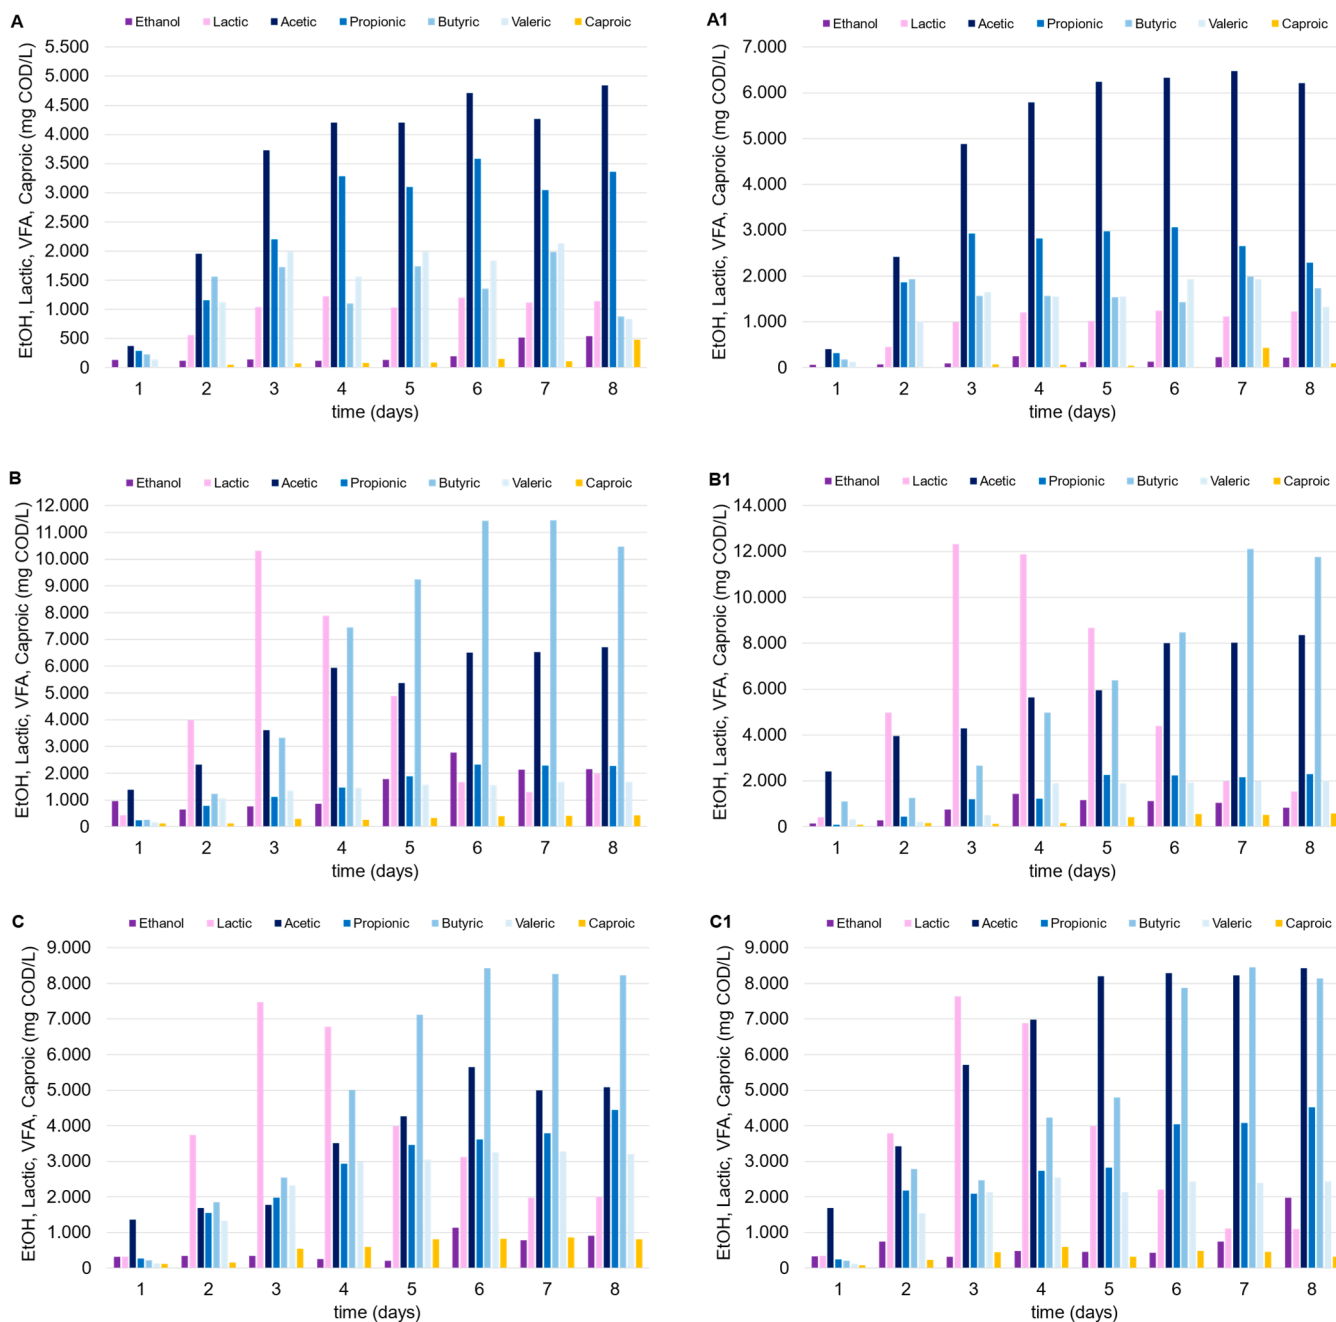 A
Ethanol Lactic Acetic Propionic Butyric Valeric Caproic
EtOH, Lactic, VFA, Caproic (mg COD/L)
5.500
5.000
4.500
4.000
3.500
3.000
2.500
2.000
1.500
1.000
500
0
1 2 3 4 5 6 7 8
time (days)
A1
Ethanol Lactic Acetic Propionic Butyric Valeric Caproic
EtOH, Lactic, VFA, Caproic (mg COD/L)
7.000
6.000
5.000
4.000
3.000
2.000
1.000
0
1 2 3 4 5 6 7 8
time (days)
B
Ethanol Lactic Acetic Propionic Butyric Valeric Caproic
EtOH, Lactic, VFA, Caproic (mg COD/L)
12.000
11.000
10.000
9.000
8.000
7.000
6.000
5.000
4.000
3.000
2.000
1.000
0
1 2 3 4 5 6 7 8
time (days)
B1
Ethanol Lactic Acetic Propionic Butyric Valeric Caproic
EtOH, Lactic, VFA, Caproic (mg COD/L)
14.000
12.000
10.000
8.000
6.000
4.000
2.000
0
1 2 3 4 5 6 7 8
time (days)
C
Ethanol Lactic Acetic Propionic Butyric Valeric Caproic
EtOH, Lactic, VFA, Caproic (mg COD/L)
9.000
8.000
7.000
6.000
5.000
4.000
3.000
2.000
1.000
0
1 2 3 4 5 6 7 8
time (days)
C1
Ethanol Lactic Acetic Propionic Butyric Valeric Caproic
EtOH, Lactic, VFA, Caproic (mg COD/L)
9.000
8.000
7.000
6.000
5.000
4.000
3.000
2.000
1.000
0
1 2 3 4 5 6 7 8
time (days)